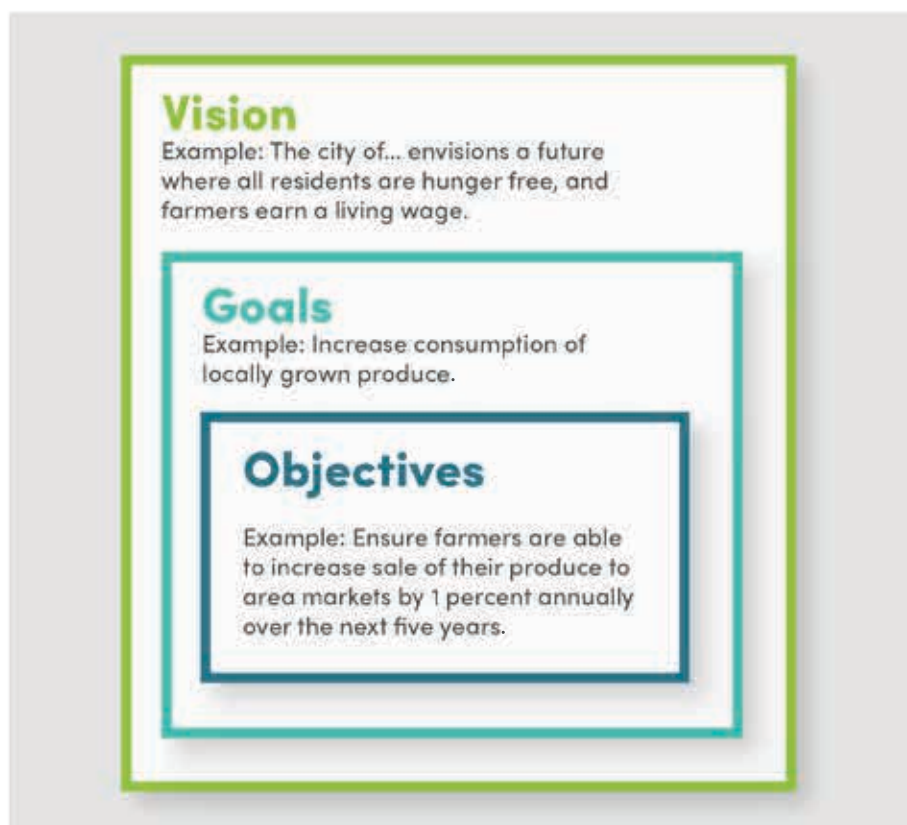 Vision
Example: The city of... envisions a future
where all residents are hunger free, and
farmers earn a living wage.
Goals
Example: Increase consumption of
locally grown produce.
Objectives
Example: Ensure farmers are able
to increase sale of their produce to
area markets by 1 percent annually
over the next five years.